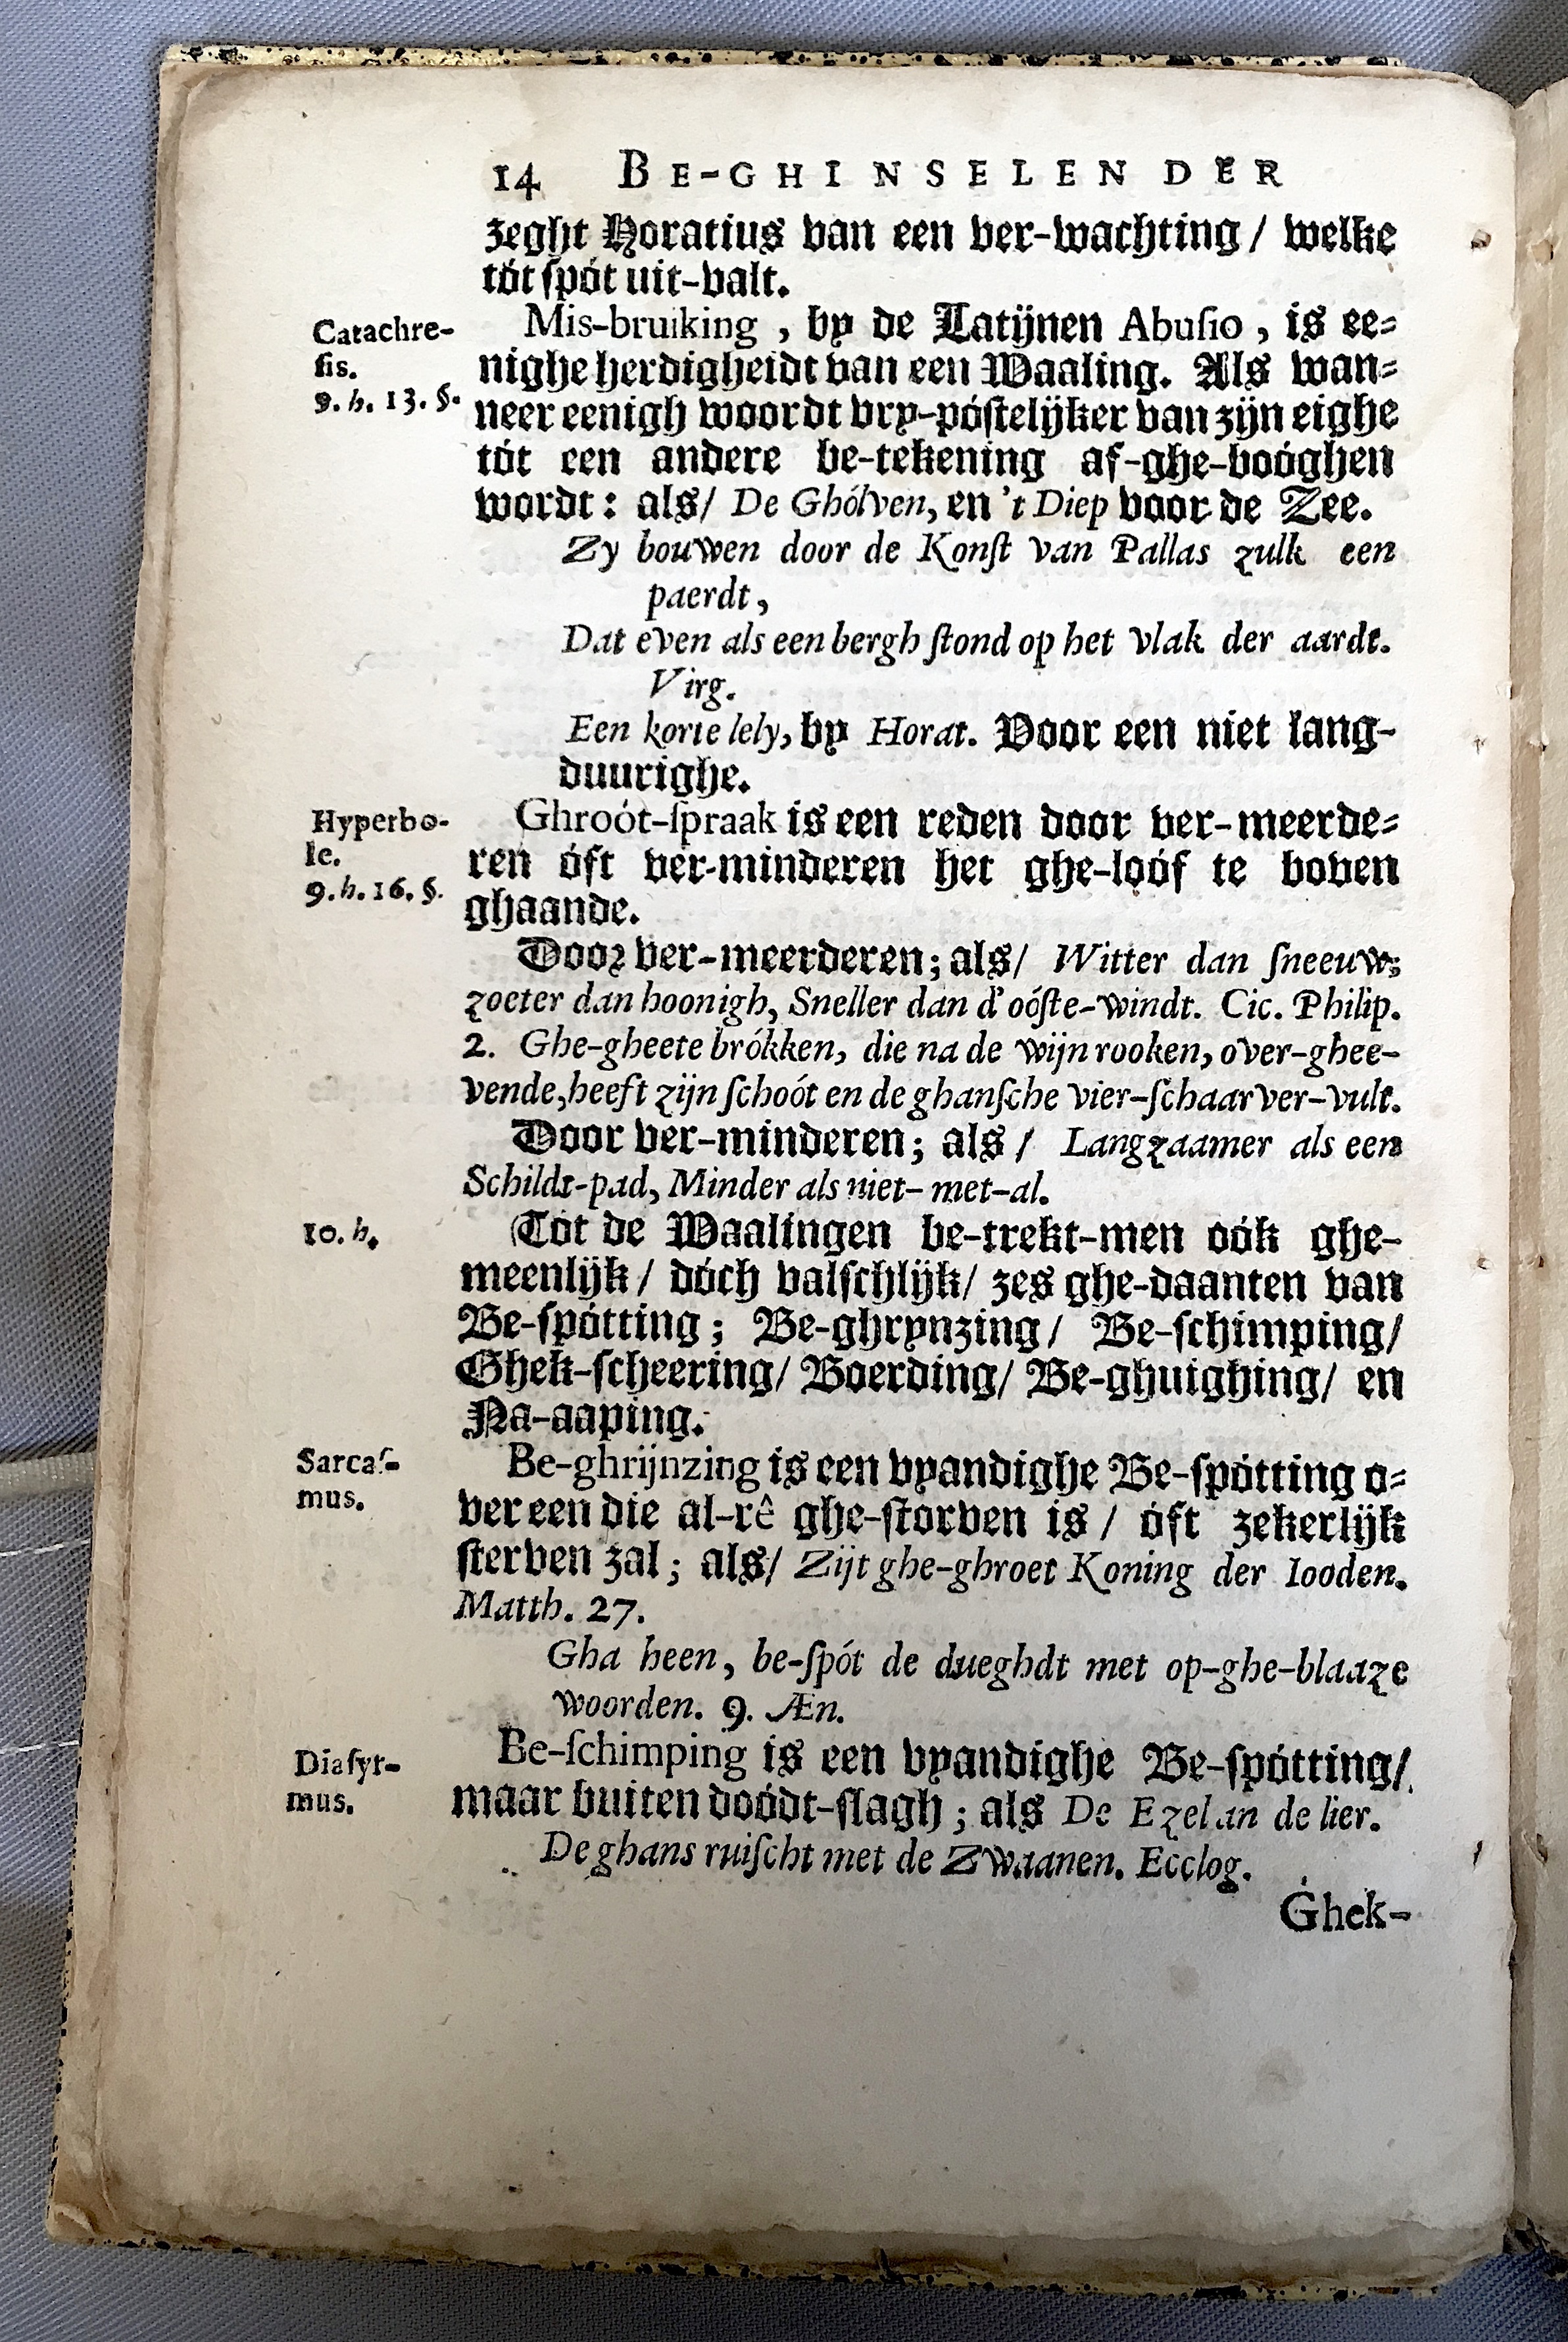 14 BE-GHINSELEN DER
zeght Horatius van een ver-wachting/ welke
tót spót uit-valt.
Catachre-
sis.
9. h. 13. §.
Mis-bruiking, by de Latijnen Abusio, is ee-
nighe herdigheidt van een Waaling. Als wan-
neer eenigh woordt vry-póstelijker van zijn eighe
tót een andere be-tekening af-ghe-boóghen
wordt: als/ De Ghólven, en 't Diep voor de Zee.
Zy bouwen door de Konst van Pallas zulk een
paerdt,
Dat even als een bergh stond op het vlak der aardt.
Virg.
Een korte lely, by Horat. Voor een niet lang-
duurighe.
Hyperbo-
le.
9. h. 16. §.
Ghroót-spraak is een reden door ver-meerde-
ren óft ver-minderen het ghe-loóf te boven
ghaande.
Door ver-meerderen; als/ Witter dan sneeuw;
zoeter dan hoonigh, Sneller dan d'oóste-windt. Cic. Philip.
2. Ghe-gheete brókken, die na de wijn rooken, over-ghee-
vende, heeft zijn schoót en de ghansche vier-schaar ver-vult.
Door ver-minderen; als/ Langzaamer als een
Schildt-pad, Minder als niet-met-al.
10. h.
Tót de Waalingen be-trekt-men oók ghe-
meenlijk/ dóch valschlijk/ zes ghe-daanten van
Be-spótting; Be-ghrynzing/ Be-schimping/
Ghek-scheering/ Boerding/ Be-ghuighing/ en
Na-aaping.
Sarcas-
mus.
Be-ghrijnzing is een vyandighe Be-spótting o-
ver een die al-rê ghe-storven is/ óft zekerlijk
sterven zal; als/ Zijt ghe-ghroet Koning der Iooden.
Matth. 27.
Gha heen, be-spót de dueghdt met op-ghe-blaaze
woorden. 9. Æn.
Diasyr-
mus.
Be-schimping is een vyandighe Be-spótting/
maar buiten doódt-slagh; als De Ezel an de lier.
De ghans ruischt met de Zwaanen. Ecclog.
Ghek-